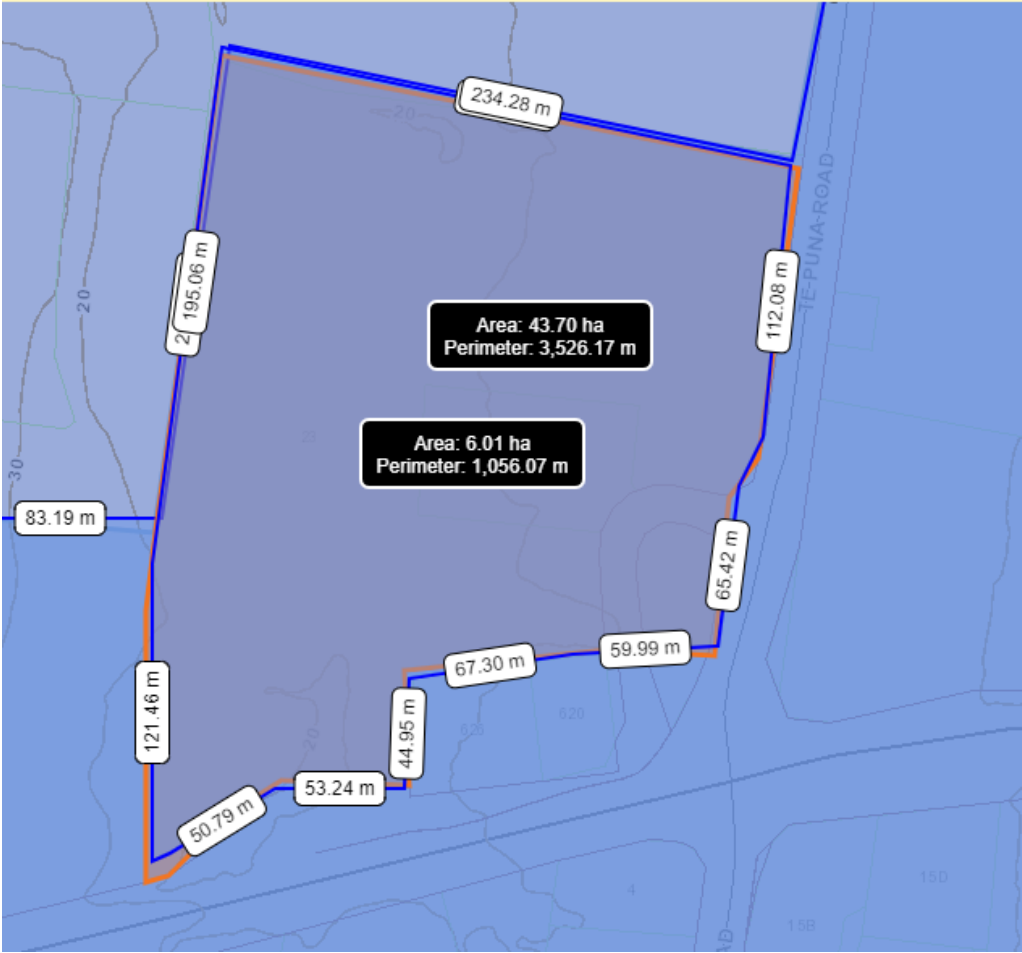 234.28 m
20
TE-PUNA-ROAD
195.06 m
2
20
112.08 m
Area: 43.70 ha
Perimeter: 3,526.17 m
Area: 6.01 ha
Perimeter: 1,056.07 m
30
83.19 m
65.42 m
59.99 m
67.30 m
121.46 m
44.95 m
620
20
53.24 m
50.79 m
4
15D
15B
AD